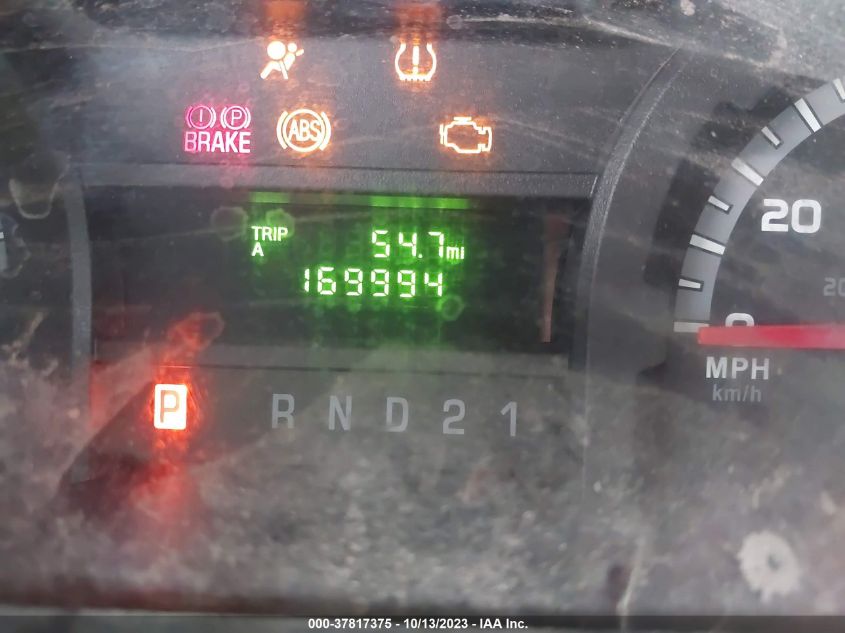 BRAKE ABS
20
TRIP
A
54.7mi
169994
0
MPH
km/h
P R N D 2 1
000-37817375 - 10/13/2023 - IAA Inc.